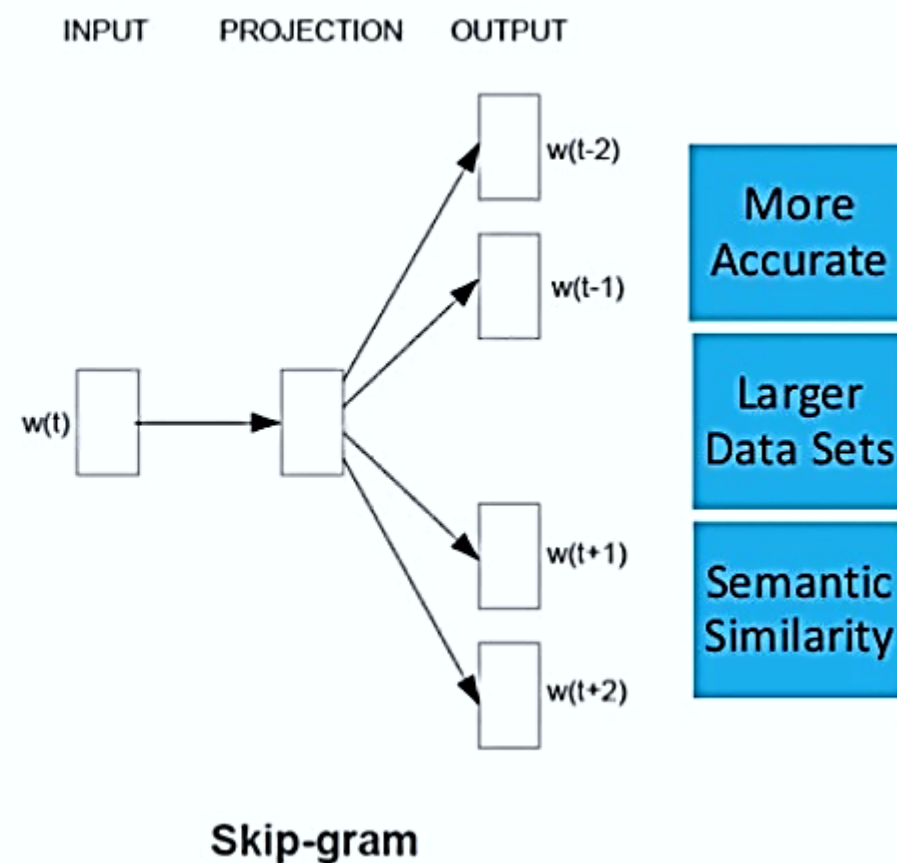 INPUT PROJECTION OUTPUT
w(t-2)
w(t-1)
w(t)
w(t+1)
w(t+2)
More
Accurate
Larger
Data Sets
Semantic
Similarity
Skip-gram